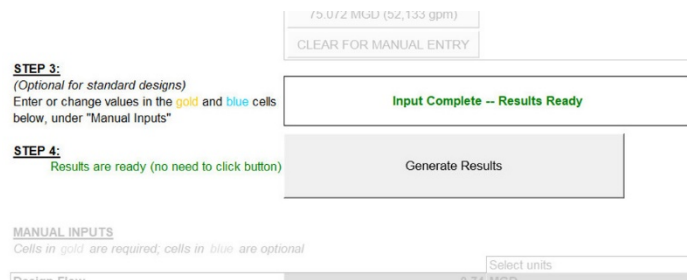 75.072 MGD (52,133 gpm)
CLEAR FOR MANUAL ENTRY
STEP 3:
(Optional for standard designs)
Enter or change values in the gold and blue cells
below, under "Manual Inputs"
Input Complete -- Results Ready
STEP 4:
Results are ready (no need to click button)
Generate Results
MANUAL INPUTS
Cells in gold are required; cells in blue are optional
Select units
Design Flow
MGD